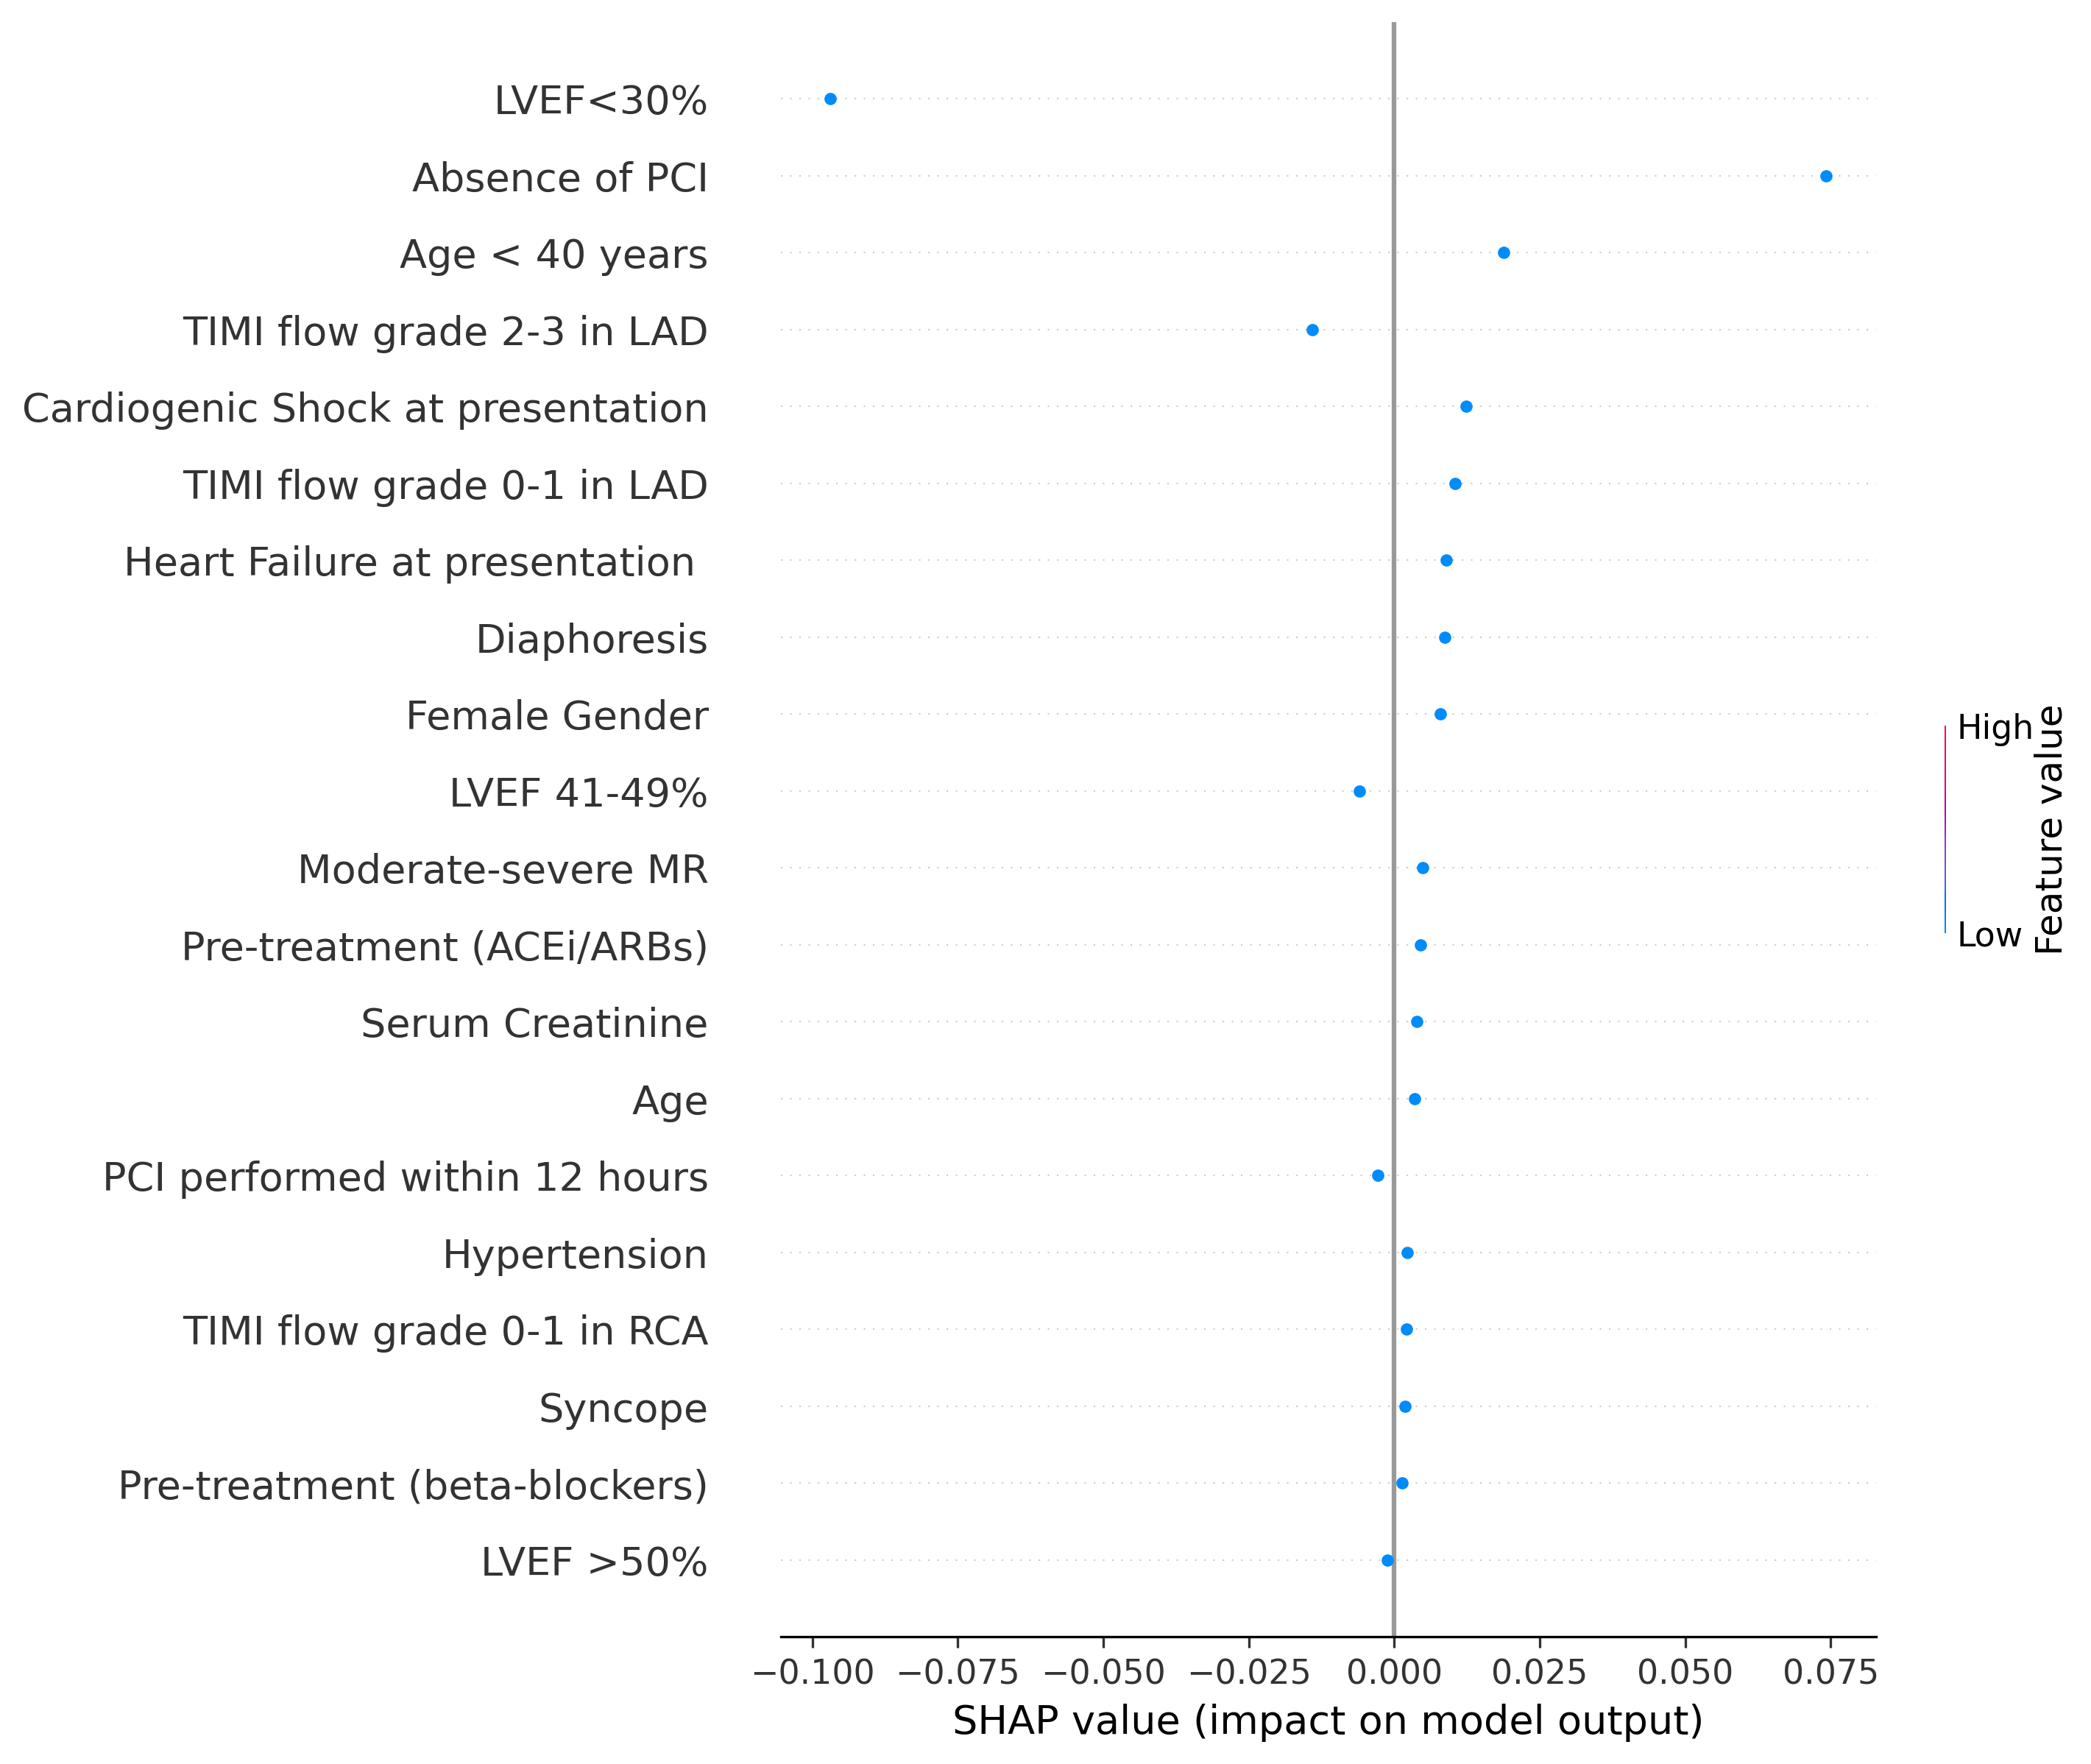 LVEF<30%
Absence of PCI
Age < 40 years
TIMI flow grade 2-3 in LAD
Cardiogenic Shock at presentation
TIMI flow grade 0-1 in LAD
Heart Failure at presentation
Diaphoresis
Female Gender
LVEF 41-49%
Moderate-severe MR
Pre-treatment (ACEi/ARBs)
Serum Creatinine
Age
PCI performed within 12 hours
Hypertension
TIMI flow grade 0-1 in RCA
Syncope
Pre-treatment (beta-blockers)
LVEF >50%
−0.100 −0.075 −0.050 −0.025 0.000 0.025 0.050 0.075
SHAP value (impact on model output)
High
Low
Feature value